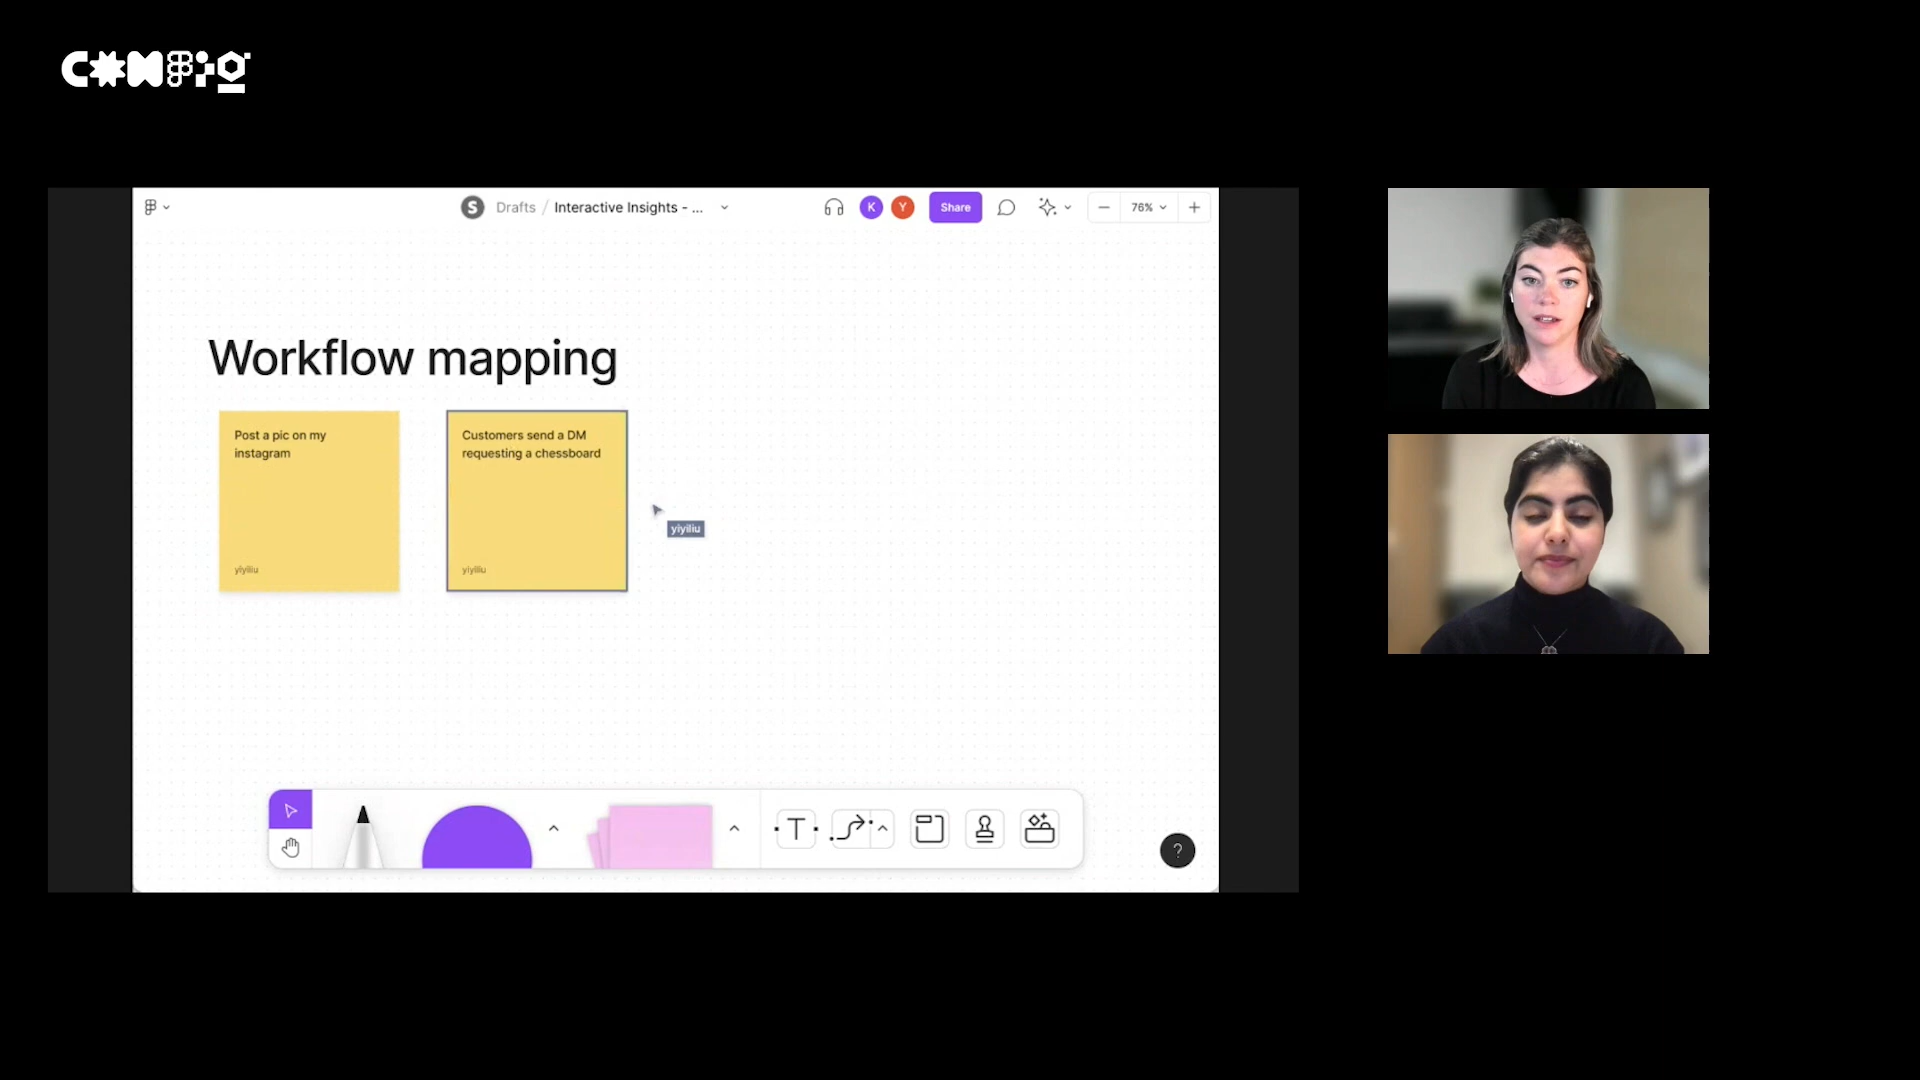 CONFIG
S Drafts / Interactive Insights - ...
K Y Share 76%
Workflow mapping
Post a pic on my
instagram
yiyiliu
Customers send a DM
requesting a chessboard
yiyiliu
yiyiliu
T
?